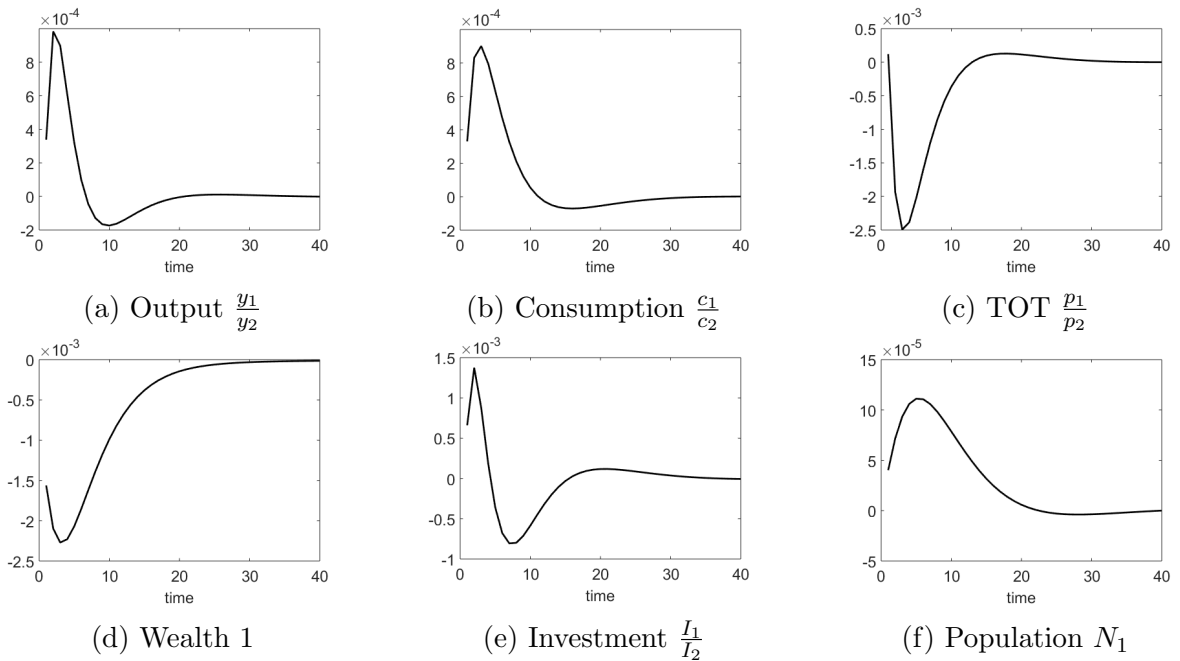 ×10⁻⁴
8
6
4
2
0
-2
0 10 20 30 40
time
(a) Output y₁/y₂
×10⁻⁴
8
6
4
2
0
-2
0 10 20 30 40
time
(b) Consumption c₁/c₂
×10⁻³
0.5
0
-0.5
-1
-1.5
-2
-2.5
0 10 20 30 40
time
(c) TOT p₁/p₂
×10⁻³
0
-0.5
-1
-1.5
-2
-2.5
0 10 20 30 40
time
(d) Wealth 1
×10⁻³
1.5
1
0.5
0
-0.5
-1
0 10 20 30 40
time
(e) Investment I₁/I₂
×10⁻⁵
15
10
5
0
-5
0 10 20 30 40
time
(f) Population N₁